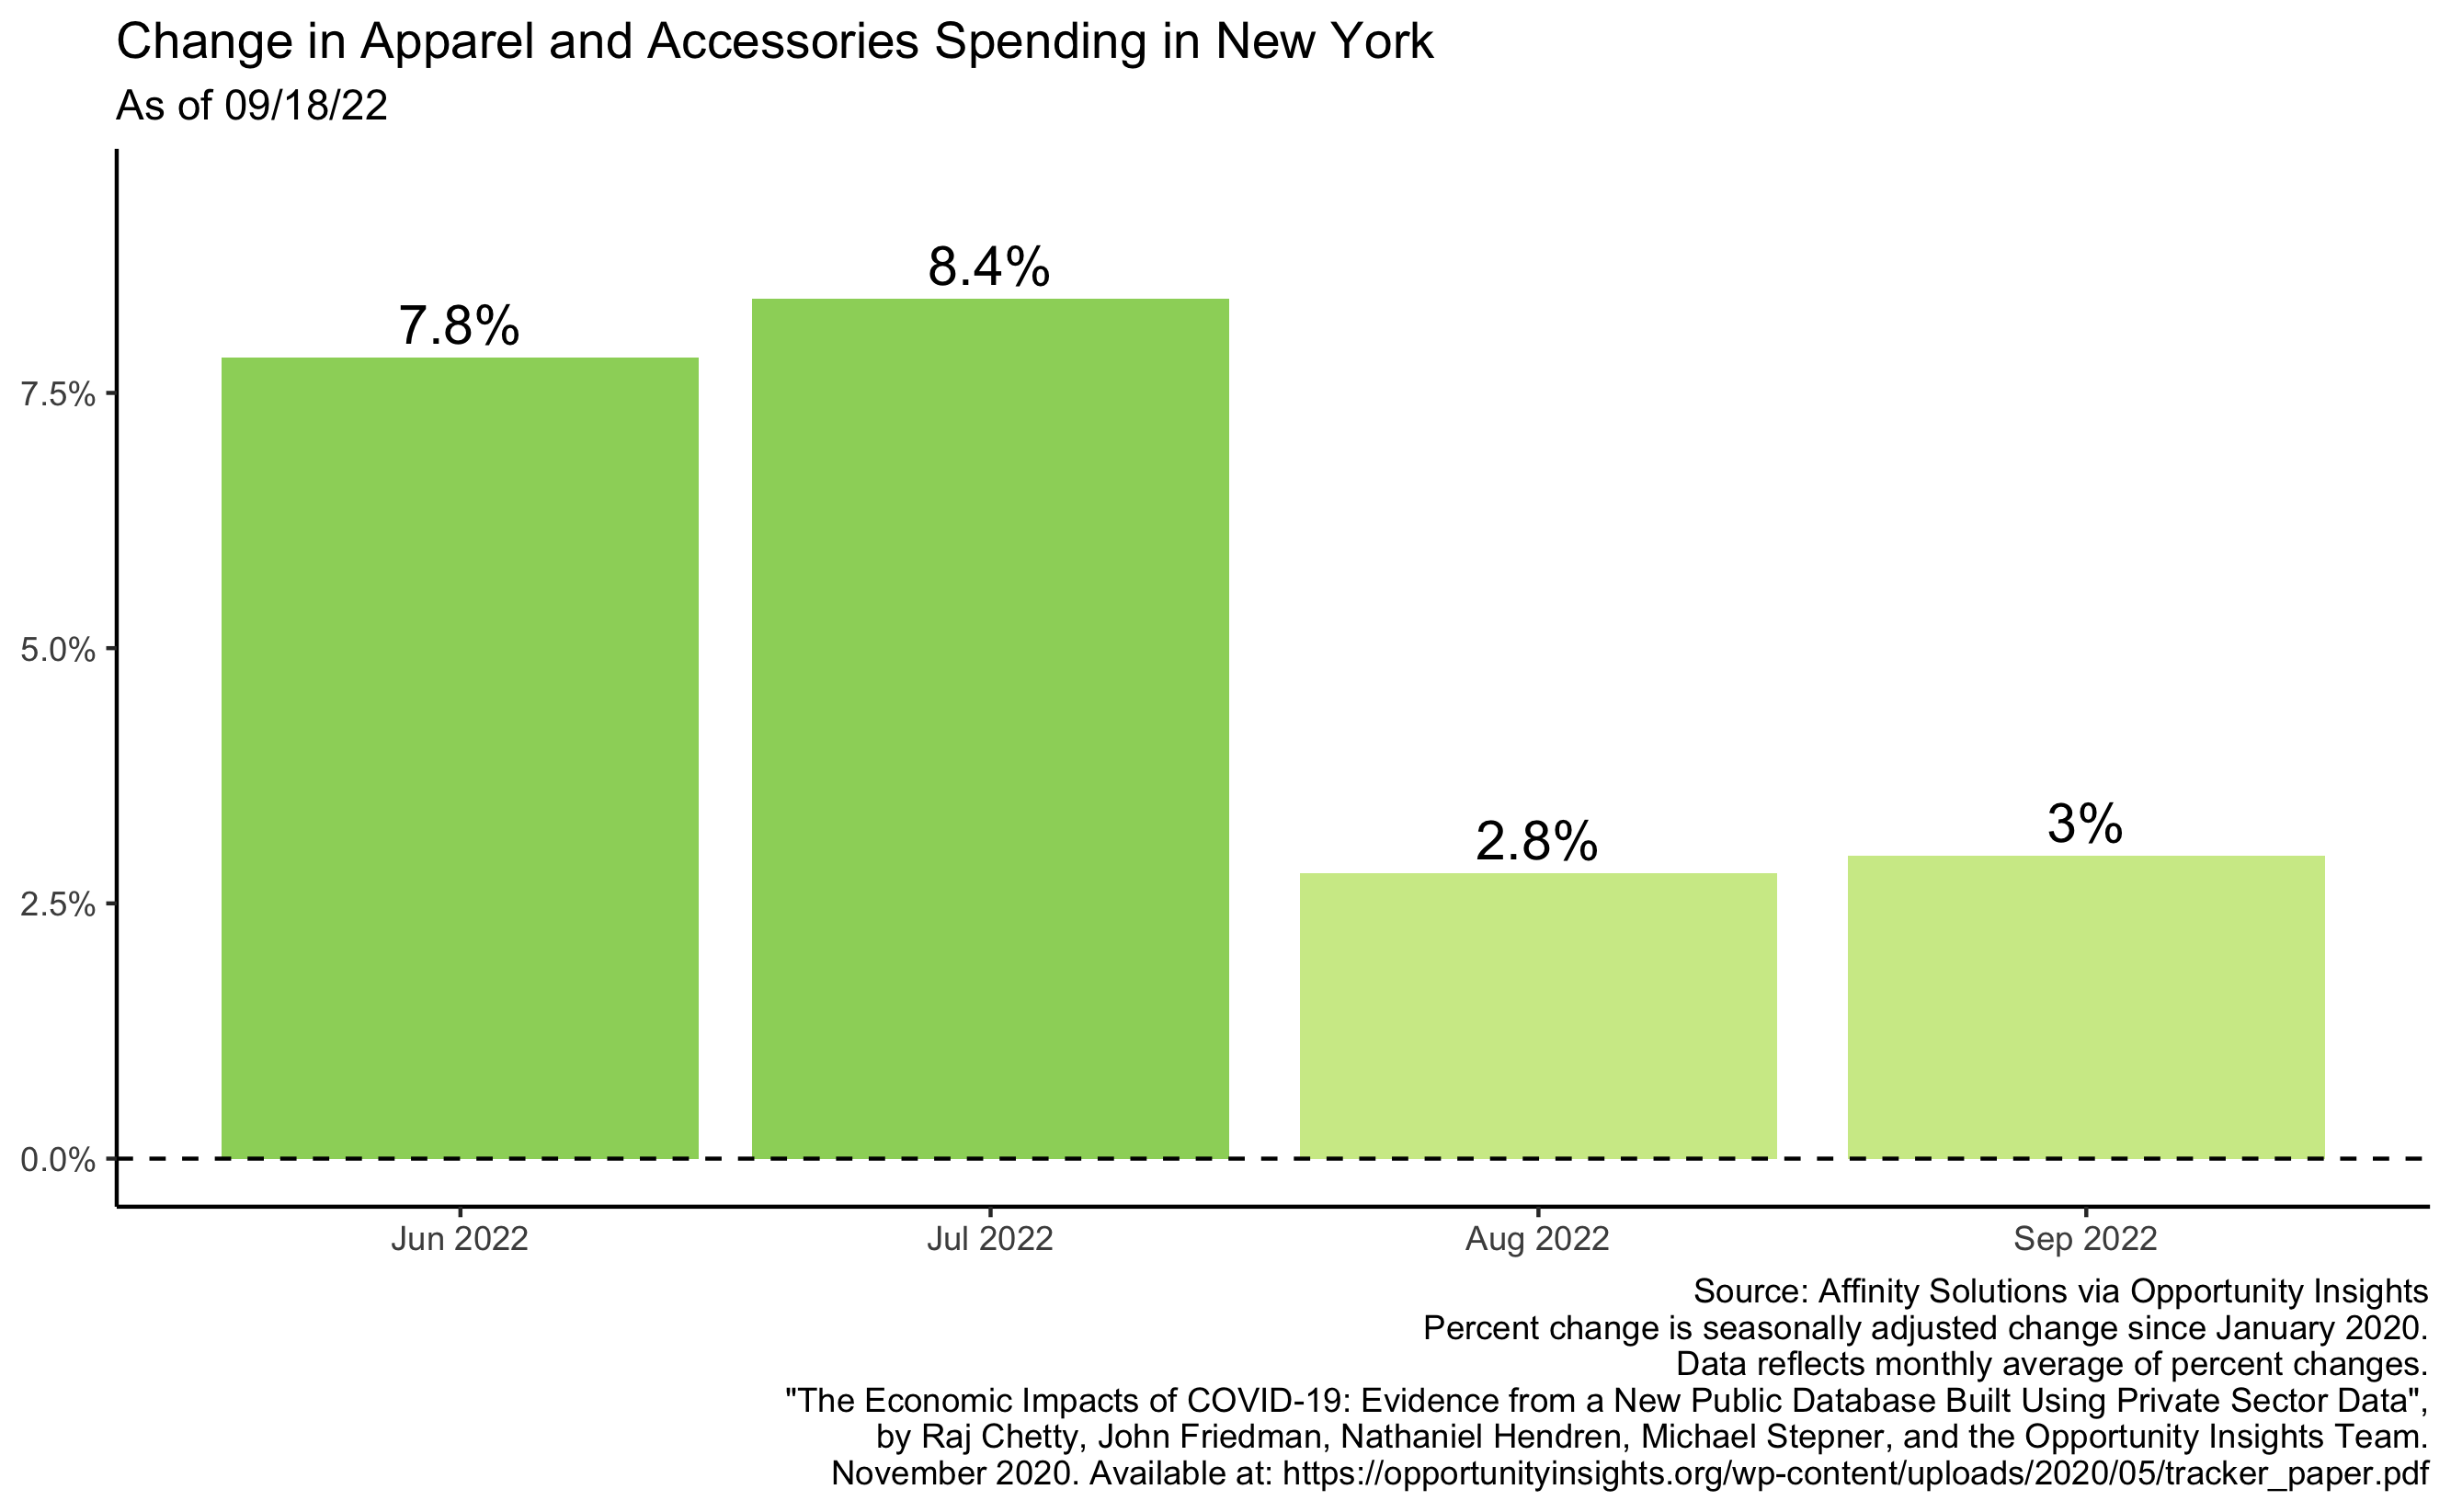 Change in Apparel and Accessories Spending in New York
As of 09/18/22
7.8%
8.4%
2.8%
3%
7.5%
5.0%
2.5%
0.0%
Jun 2022
Jul 2022
Aug 2022
Sep 2022
Source: Affinity Solutions via Opportunity Insights
Percent change is seasonally adjusted change since January 2020.
Data reflects monthly average of percent changes.
"The Economic Impacts of COVID-19: Evidence from a New Public Database Built Using Private Sector Data",
by Raj Chetty, John Friedman, Nathaniel Hendren, Michael Stepner, and the Opportunity Insights Team.
November 2020. Available at: https://opportunityinsights.org/wp-content/uploads/2020/05/tracker_paper.pdf